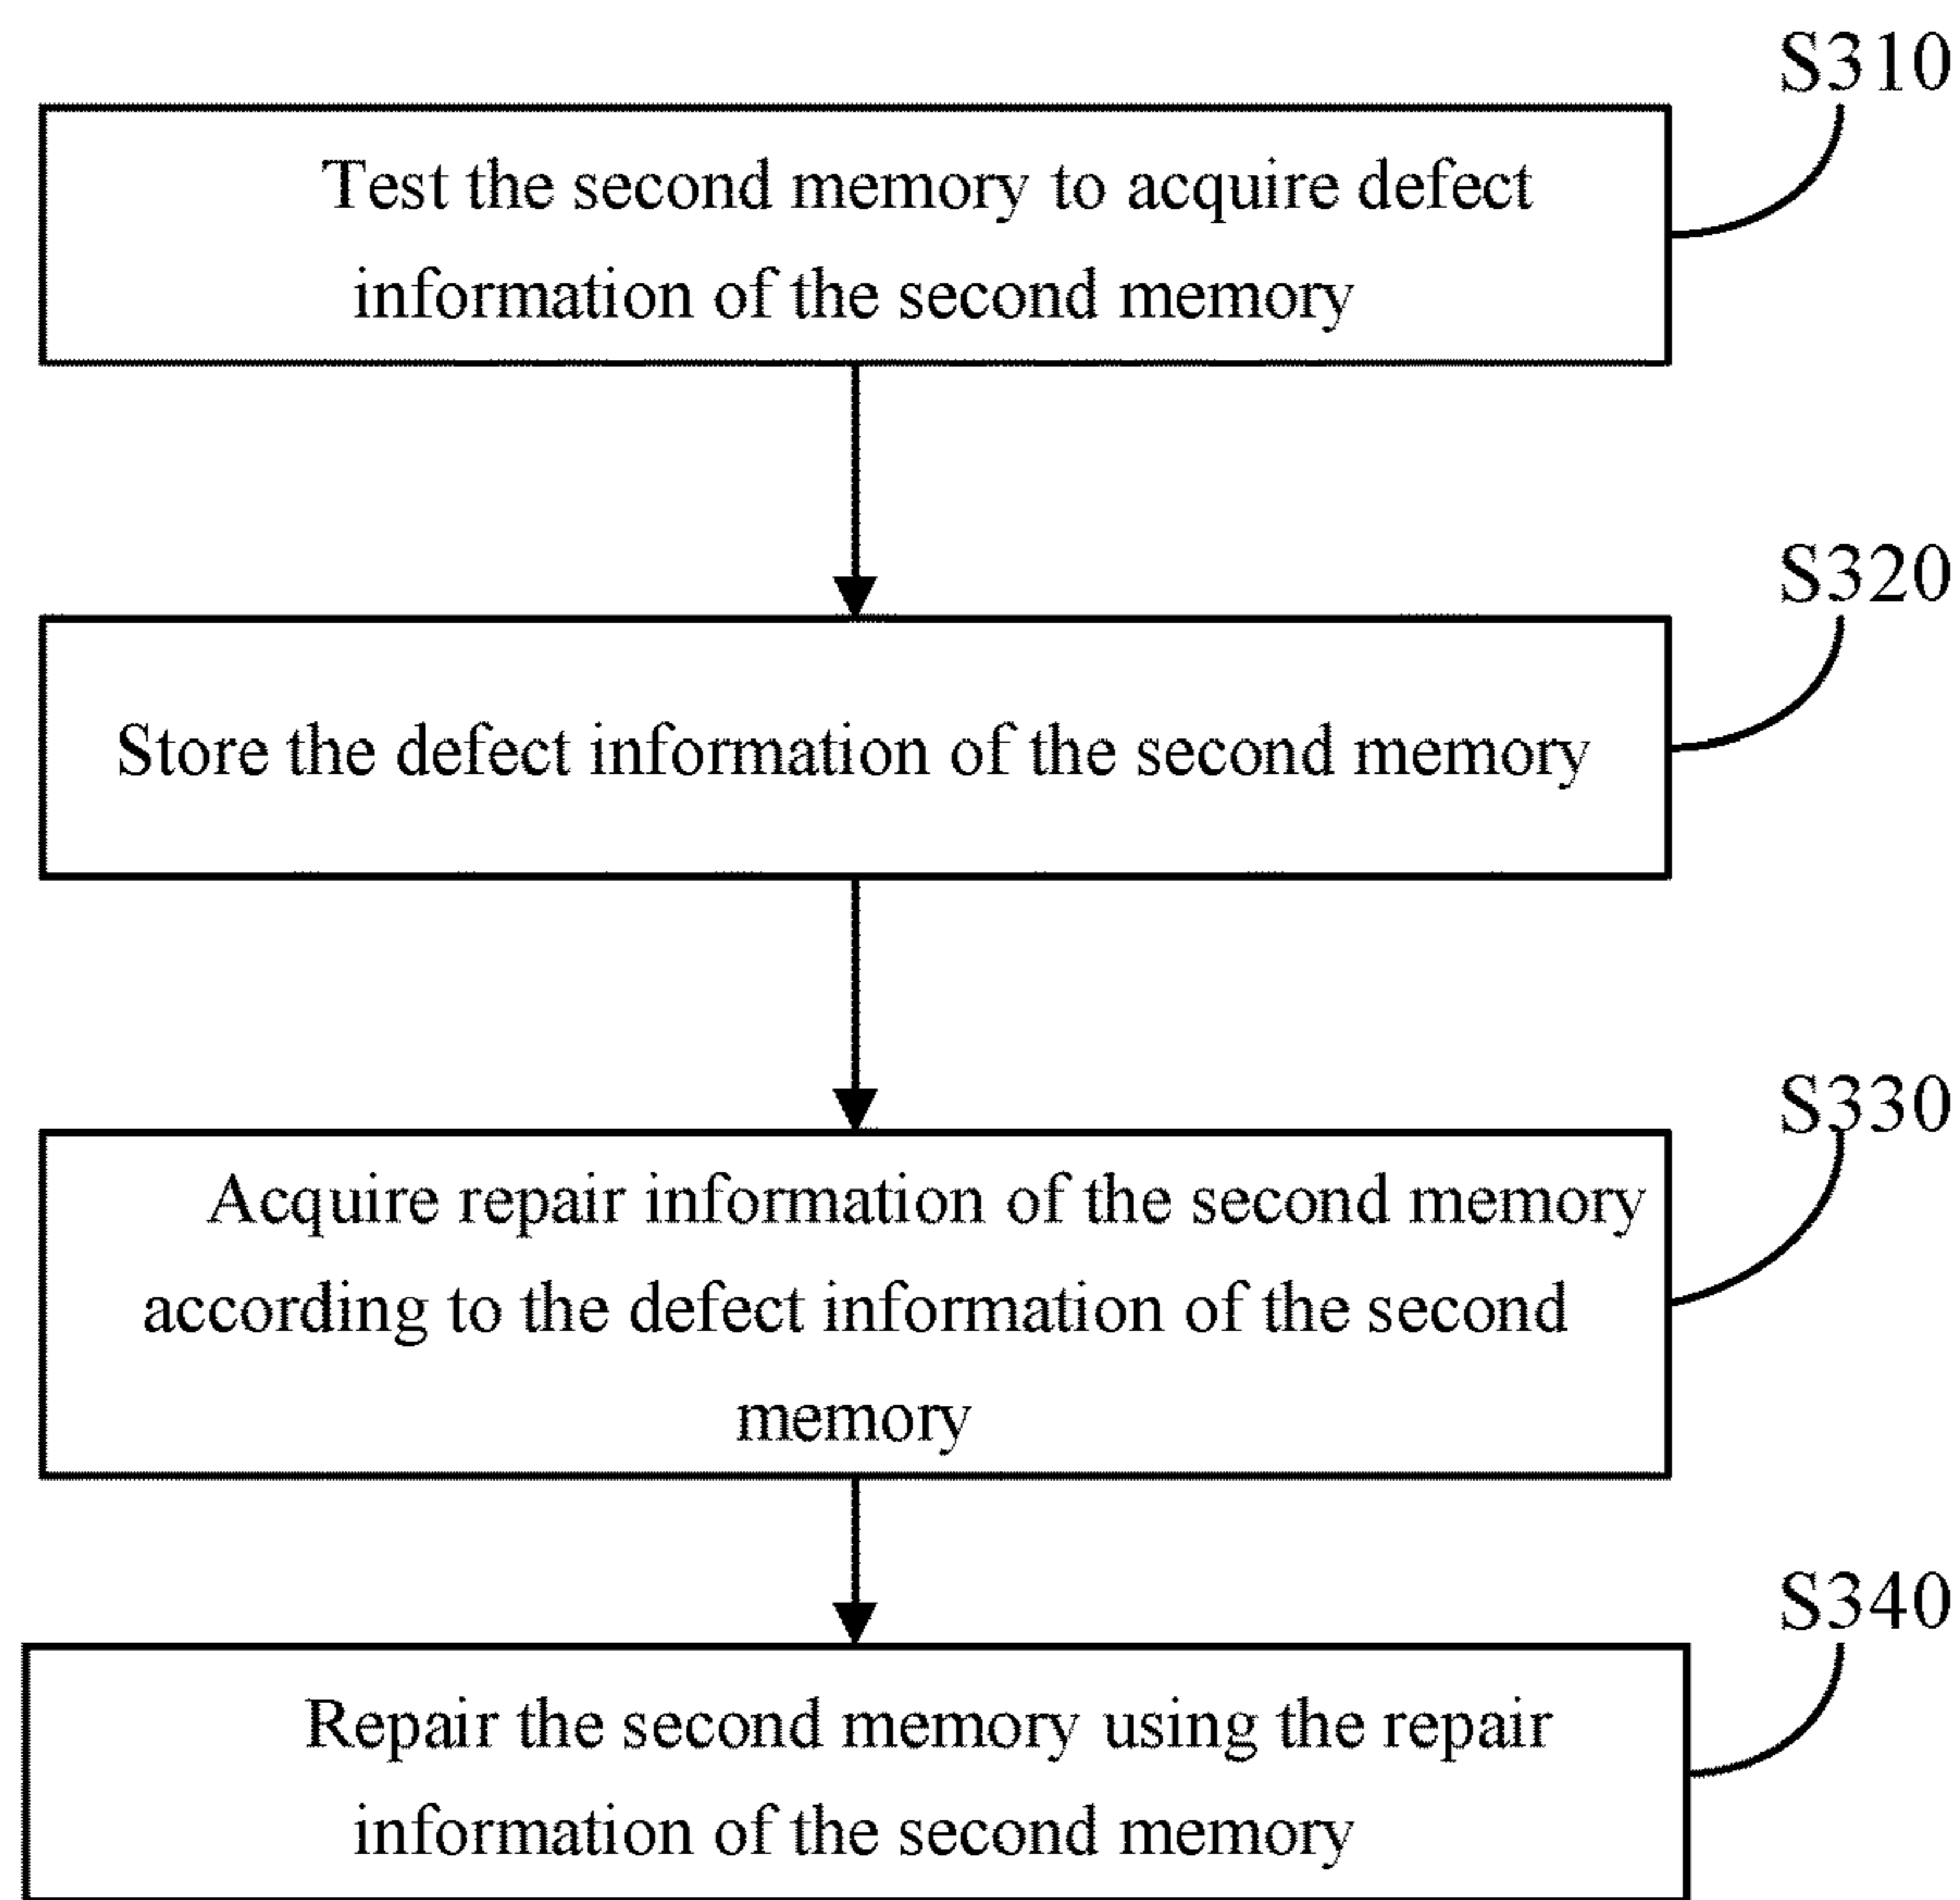 S310
Test the second memory to acquire defect
information of the second memory
S320
Store the defect information of the second memory
S330
Acquire repair information of the second memory
according to the defect information of the second
memory
S340
Repair the second memory using the repair
information of the second memory